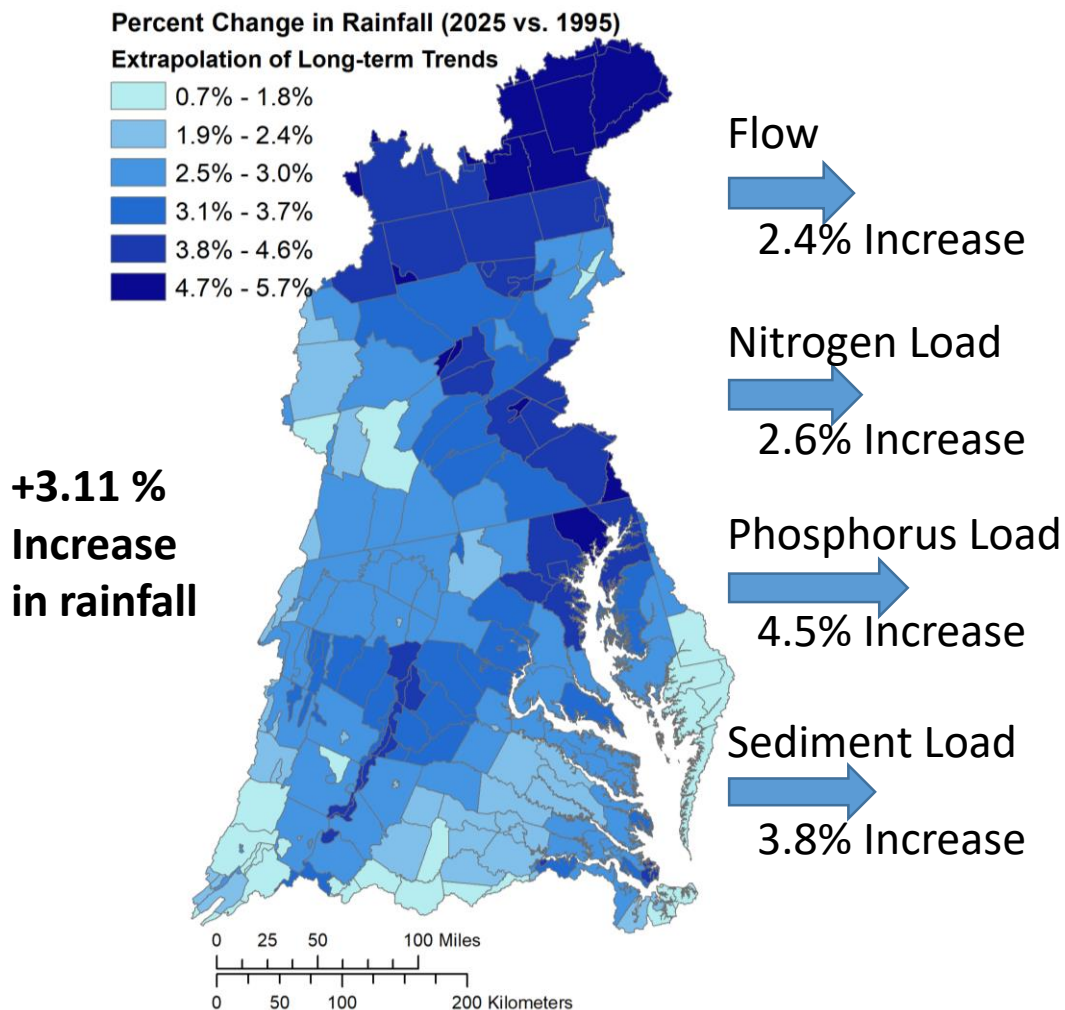 Percent Change in Rainfall (2025 vs. 1995)
Extrapolation of Long-term Trends
0.7% - 1.8%
1.9% - 2.4%
2.5% - 3.0%
3.1% - 3.7%
3.8% - 4.6%
4.7% - 5.7%
+3.11 %
Increase
in rainfall
Flow
2.4% Increase
Nitrogen Load
2.6% Increase
Phosphorus Load
4.5% Increase
Sediment Load
3.8% Increase
0 25 50 100 Miles
0 50 100 200 Kilometers